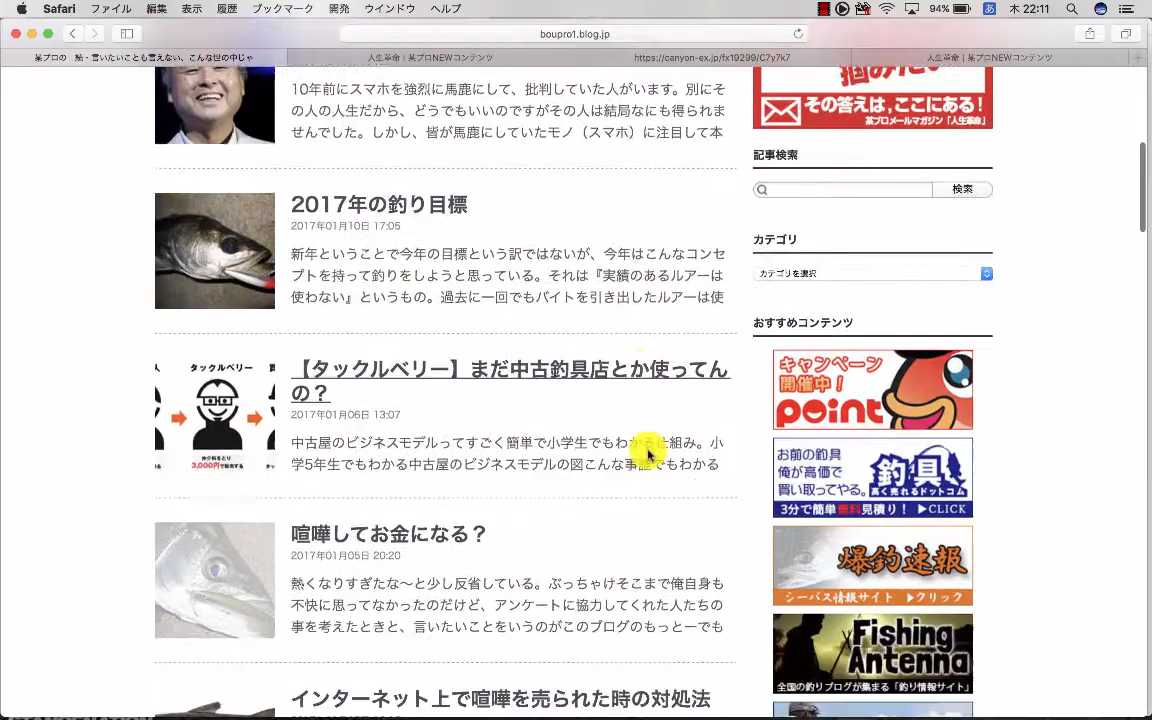 Safari ファイル 編集 表示 履歴 ブックマーク 開発 ウインドウ ヘルプ
94% あ 木 22:11
boupro1.blog.jp
人生革命 | 某プロNEWコンテンツ
https://canyon-ex.jp/fx19299/C7y7k7
人生革命 | 某プロNEWコンテンツ
10年前にスマホを強烈に馬鹿にして、批判していた人がいます。別にそ
の人の人生だから、どうでもいいのですがその人は結局なにも得られま
せんでした。しかし、皆が馬鹿にしていたモノ（スマホ）に注目して本
2017年の釣り目標
2017年01月10日 17:05
新年ということで今年の目標という訳ではないが、今年はこんなコンセ
プトを持って釣りをしようと思っている。それは『実績のあるルアーは
使わない』というもの。過去に一回でもバイトを引き出したルアーは使
タックルベリー
仲介料をとり
3,000円で販売する
【タックルベリー】まだ中古釣具店とか使っててん
の？
2017年01月06日 13:07
中古屋のビジネスモデルってすごく簡単で小学生でもわかる仕組み。小
学5年生でもわかる中古屋のビジネスモデルの図こんな事誰でもわかる
喧嘩してお金になる？
2017年01月05日 20:20
熱くなりすぎたな〜と少し反省している。ぶっちゃけそこまで俺自身も
不快に思ってなかったのだけど、アンケートに協力してくれた人たちの
事を考えたときと、言いたいことをいうのがこのブログのもっとーでも
インターネット上で喧嘩を売られた時の対処法
その答えは、ここにある！
某プロメールマガジン「人生革命」
記事検索
検索
カテゴリ
カテゴリを選択
おすすめコンテンツ
キャンペーン
開催中！
point
お前の釣具
俺が高価で
買い取ってやる。
釣具
高く売れるドットコム
3分で簡単無料見積り！ ▶CLICK
爆釣速報
シーバス情報サイト ▶クリック
Fishing
Antenna
全国の釣りブログが集まる「釣り情報サイト」